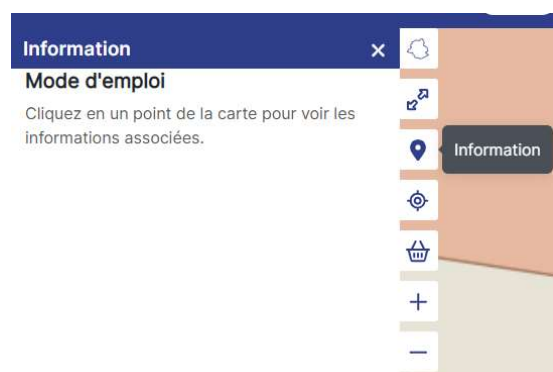 Information
Mode d'emploi
Cliquez en un point de la carte pour voir les
informations associées.
Information